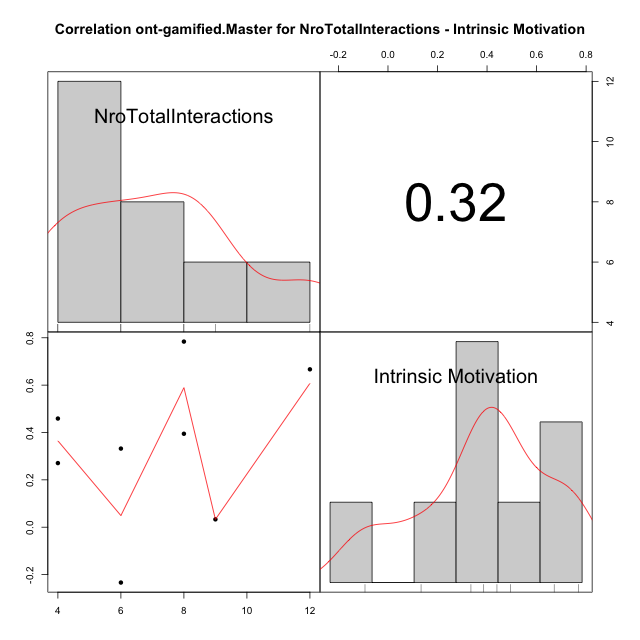 Correlation ont-gamified.Master for NroTotalInteractions - Intrinsic Motivation
-0.2 0.0 0.2 0.4 0.6 0.8
NroTotalInteractions
0.32
12
10
8
6
4
Intrinsic Motivation
0.8
0.6
0.4
0.2
0.0
-0.2
4 6 8 10 12